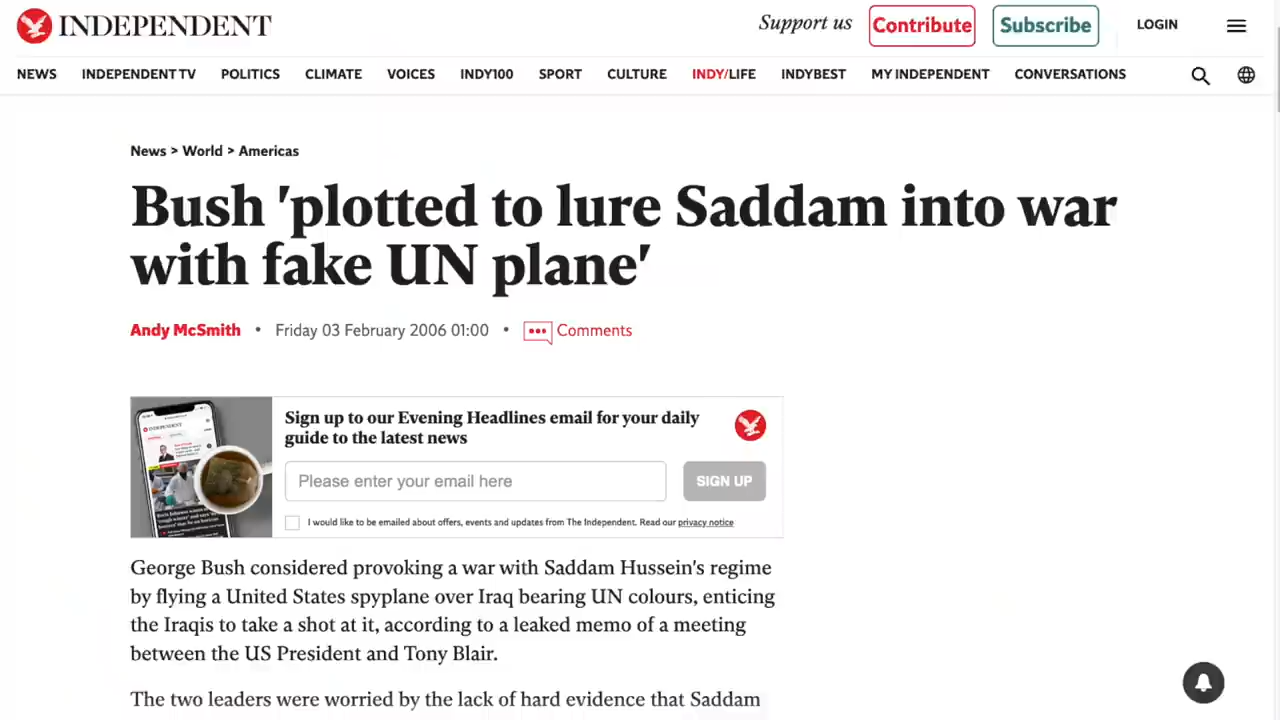 INDEPENDENT
Support us
Contribute
Subscribe
LOGIN
NEWS INDEPENDENT TV POLITICS CLIMATE VOICES INDY100 SPORT CULTURE INDY/LIFE INDYBEST MY INDEPENDENT CONVERSATIONS
News > World > Americas
Bush 'plotted to lure Saddam into war
with fake UN plane'
Andy McSmith • Friday 03 February 2006 01:00 • Comments
Sign up to our Evening Headlines email for your daily
guide to the latest news
Please enter your email here
SIGN UP
I would like to be emailed about offers, events and updates from The Independent. Read our privacy notice
George Bush considered provoking a war with Saddam Hussein's regime
by flying a United States spyplane over Iraq bearing UN colours, enticing
the Iraqis to take a shot at it, according to a leaked memo of a meeting
between the US President and Tony Blair.
The two leaders were worried by the lack of hard evidence that Saddam